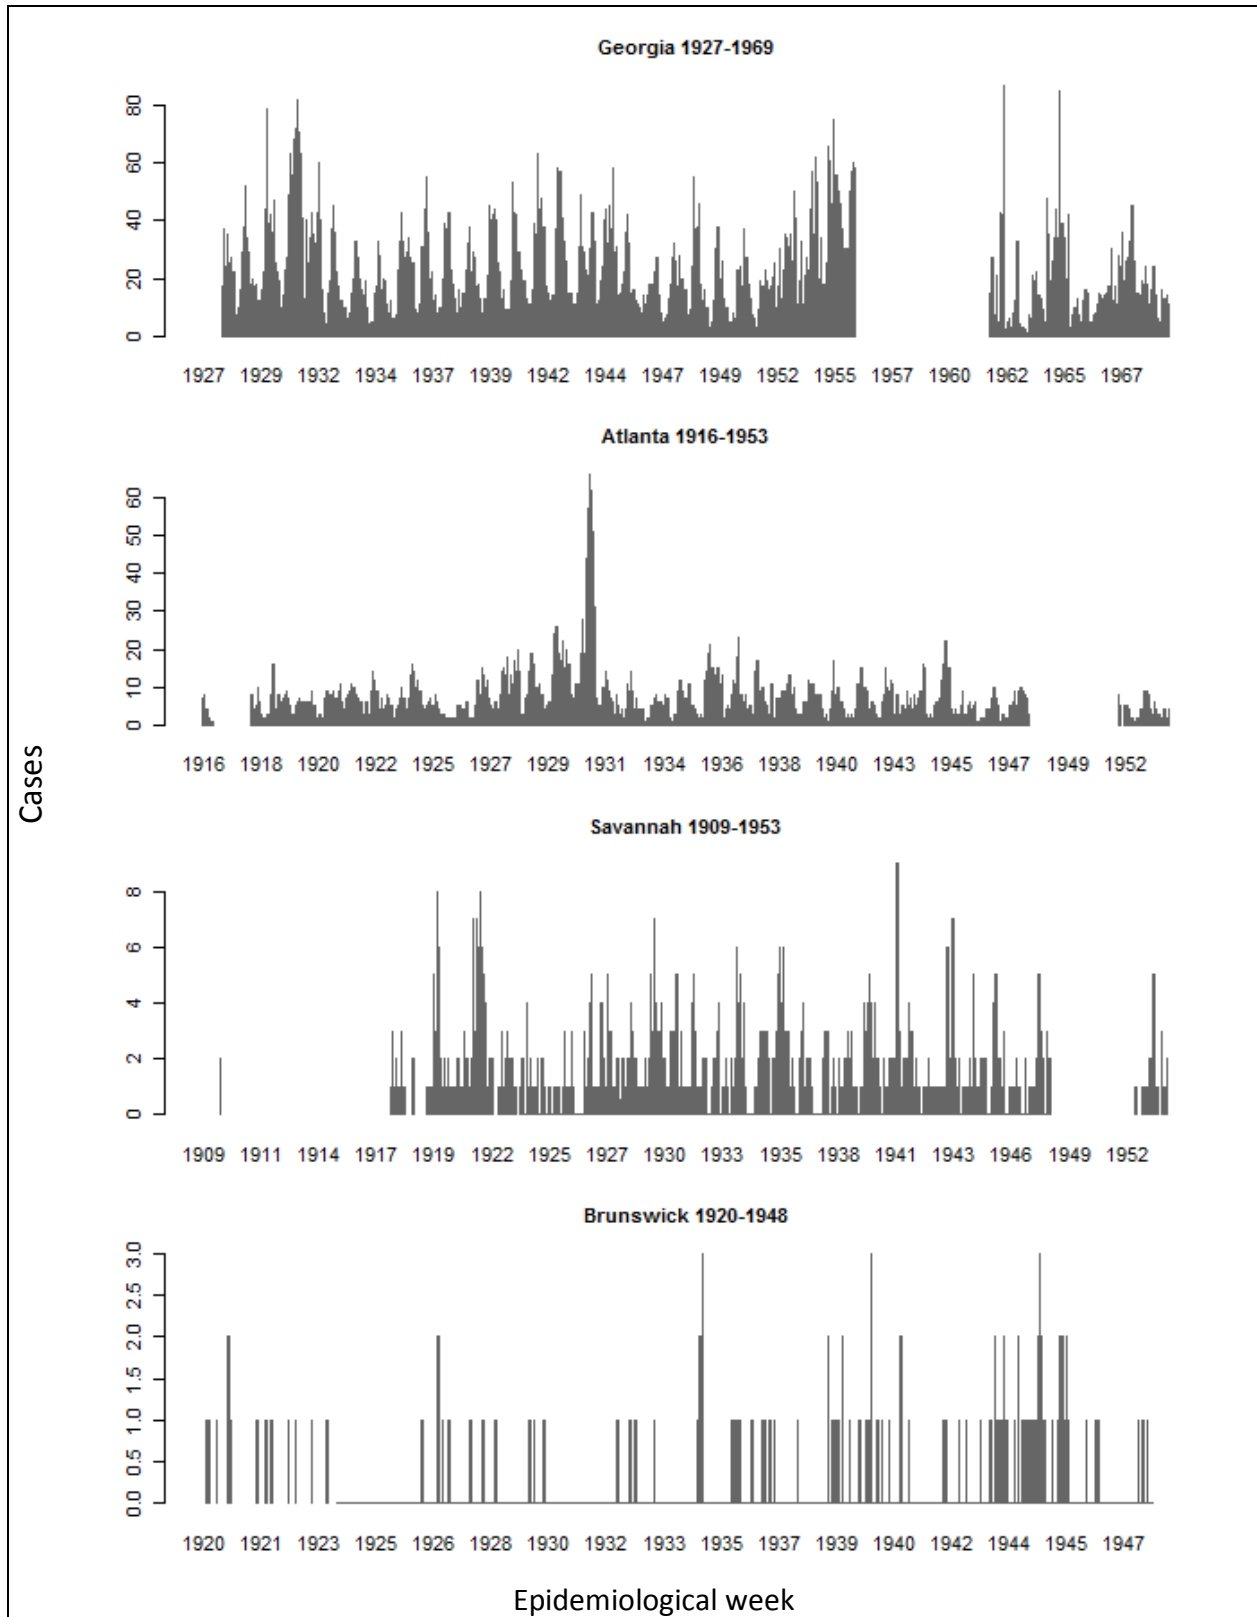 Georgia 1927-1969
80
60
40
20
0
1927 1929 1932 1934 1937 1939 1942 1944 1947 1949 1952 1955 1957 1960 1962 1965 1967
Atlanta 1916-1953
60
50
40
30
20
10
0
1916 1918 1920 1922 1925 1927 1929 1931 1934 1936 1938 1940 1943 1945 1947 1949 1952
Cases
Savannah 1909-1953
8
6
4
2
0
1909 1911 1914 1917 1919 1922 1925 1927 1930 1933 1935 1938 1941 1943 1946 1949 1952
Brunswick 1920-1948
3.0
2.5
2.0
1.5
1.0
0.5
0.0
1920 1921 1923 1925 1926 1928 1930 1932 1933 1935 1937 1939 1940 1942 1944 1945 1947
Epidemiological week